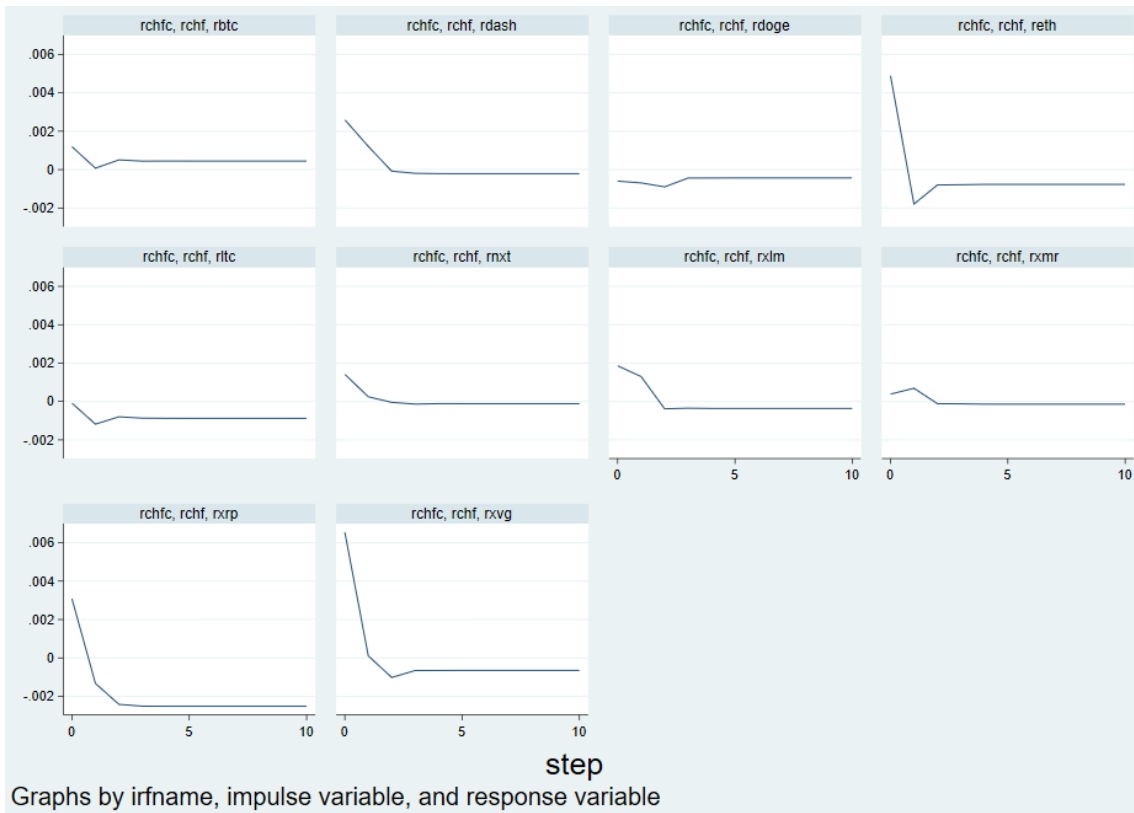 rchfc, rchf, rbtc
rchfc, rchf, rdash
rchfc, rchf, rdoge
rchfc, rchf, reth
.006
.004
.002
0
-.002
rchfc, rchf, rltc
rchfc, rchf, rnxt
rchfc, rchf, rxlm
rchfc, rchf, rxmr
.006
.004
.002
0
-.002
0 5 10
0 5 10
rchfc, rchf, rxrp
rchfc, rchf, rxvg
.006
.004
.002
0
-.002
0 5 10
0 5 10
step
Graphs by irfname, impulse variable, and response variable